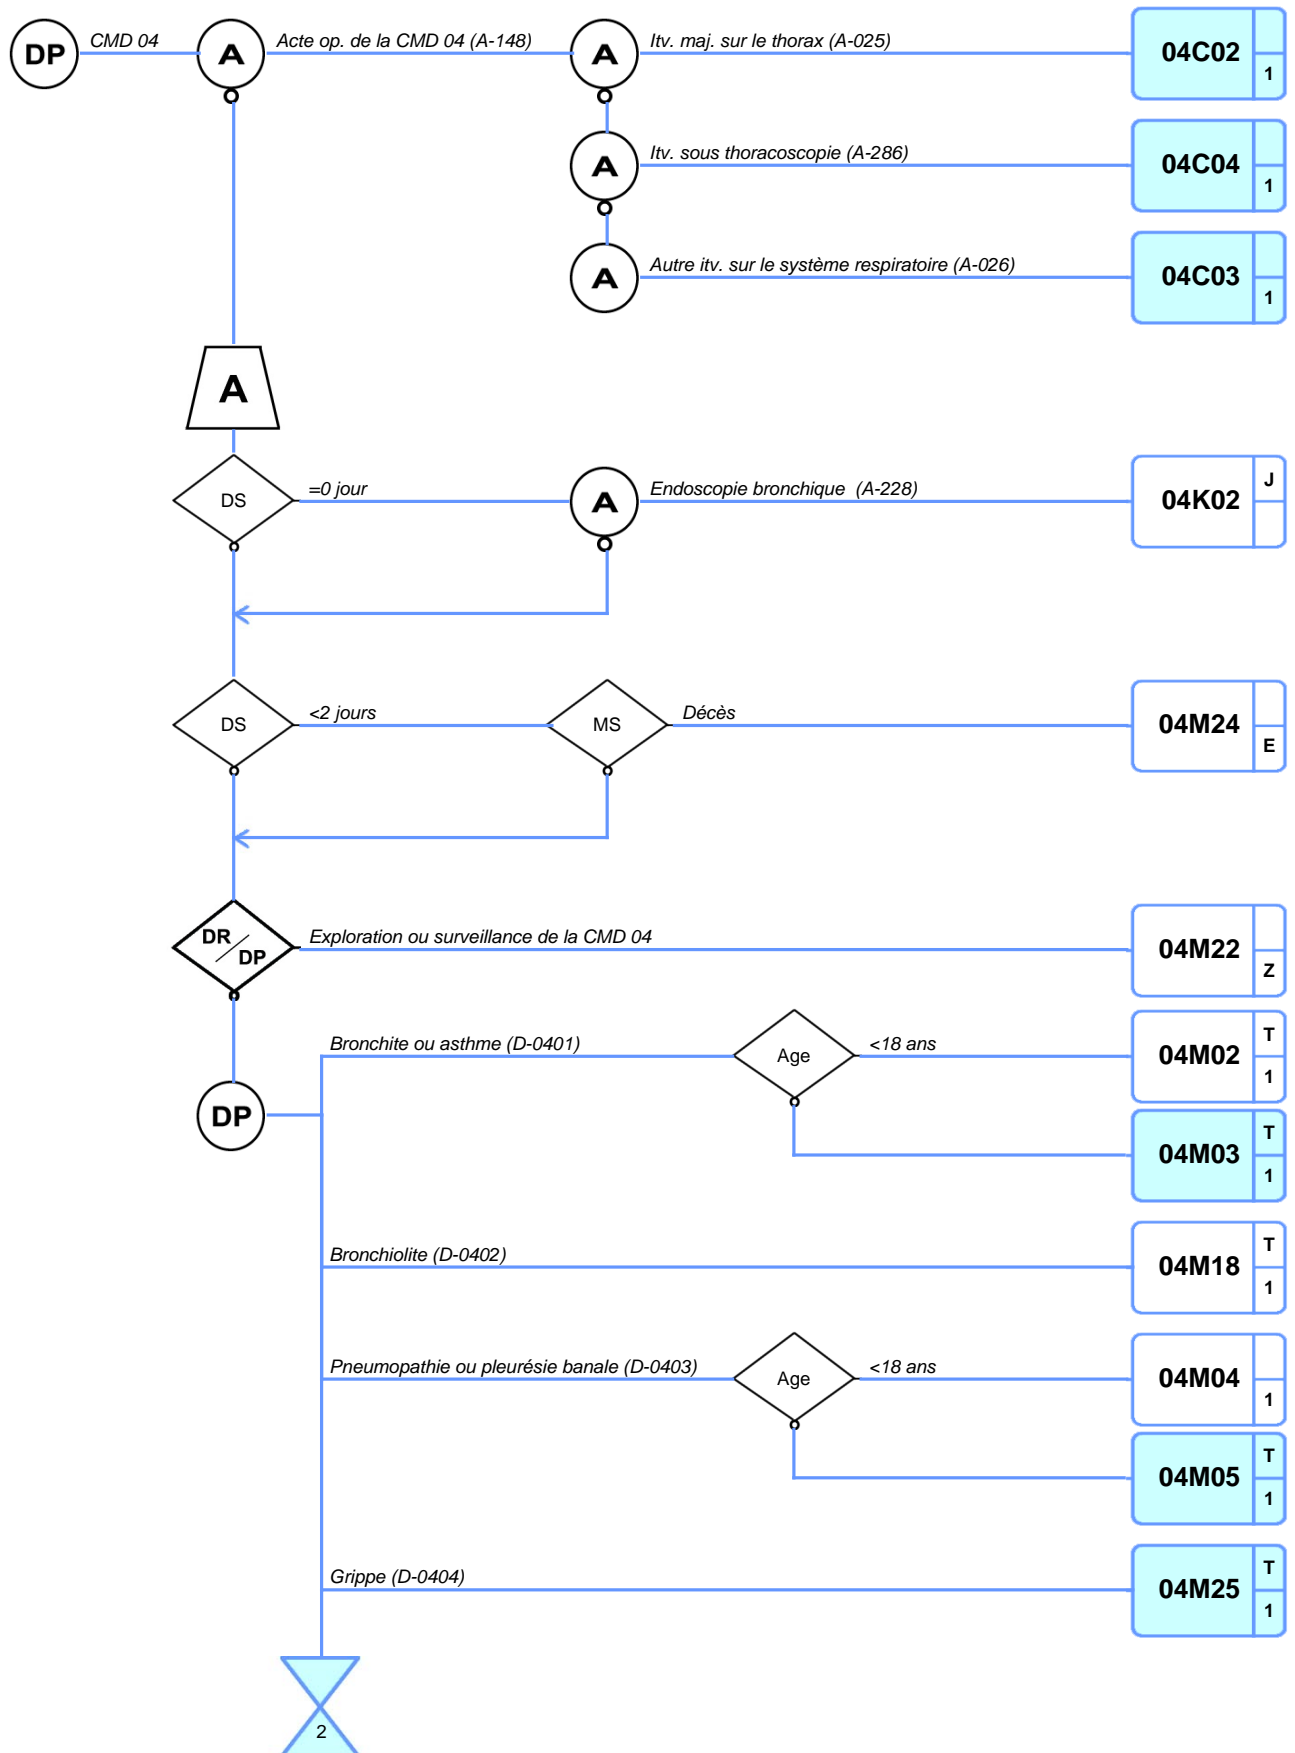 DP CMD 04 A Acte op. de la CMD 04 (A-148) A Itv. maj. sur le thorax (A-025) 04C02 1
A Itv. sous thoracoscopie (A-286) 04C04 1
A Autre itv. sur le système respiratoire (A-026) 04C03 1
A
DS =0 jour A Endoscopie bronchique (A-228) 04K02 J
DS <2 jours MS Décès 04M24 E
DR / DP Exploration ou surveillance de la CMD 04 04M22 Z
Bronchite ou asthme (D-0401) Age <18 ans 04M02 T 1
DP
04M03 T 1
Bronchiolite (D-0402) 04M18 T 1
Pneumopathie ou pleurésie banale (D-0403) Age <18 ans 04M04 1
04M05 T 1
Grippe (D-0404) 04M25 T 1
2